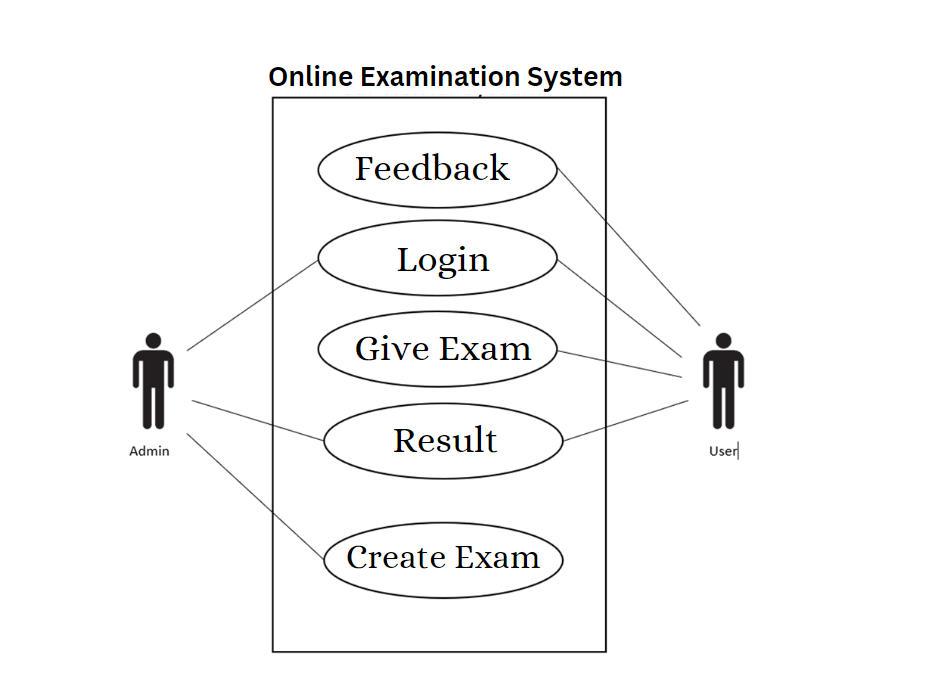 Online Examination System
Feedback
Login
Give Exam
Result
Create Exam
Admin
User